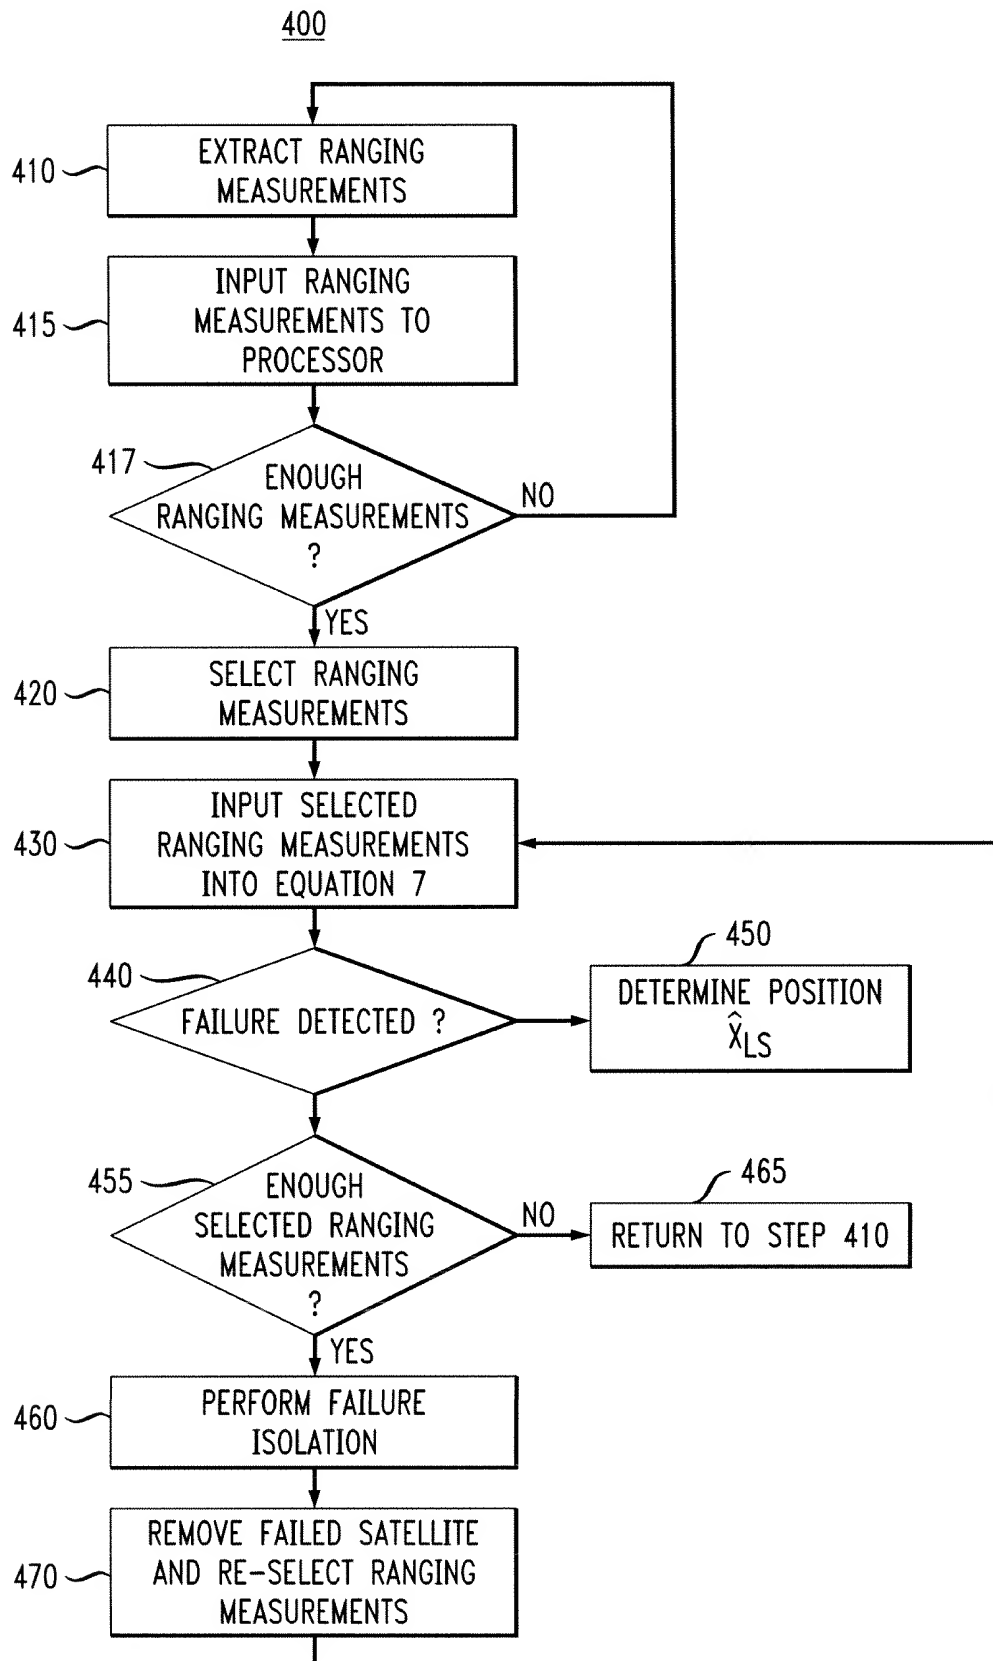 400
410
EXTRACT RANGING
MEASUREMENTS
415
INPUT RANGING
MEASUREMENTS TO
PROCESSOR
417
ENOUGH
RANGING MEASUREMENTS
?
NO
YES
420
SELECT RANGING
MEASUREMENTS
430
INPUT SELECTED
RANGING MEASUREMENTS
INTO EQUATION 7
440
FAILURE DETECTED ?
450
DETERMINE POSITION
X̂LS
455
ENOUGH
SELECTED RANGING
MEASUREMENTS
?
NO
465
RETURN TO STEP 410
YES
460
PERFORM FAILURE
ISOLATION
470
REMOVE FAILED SATELLITE
AND RE-SELECT RANGING
MEASUREMENTS